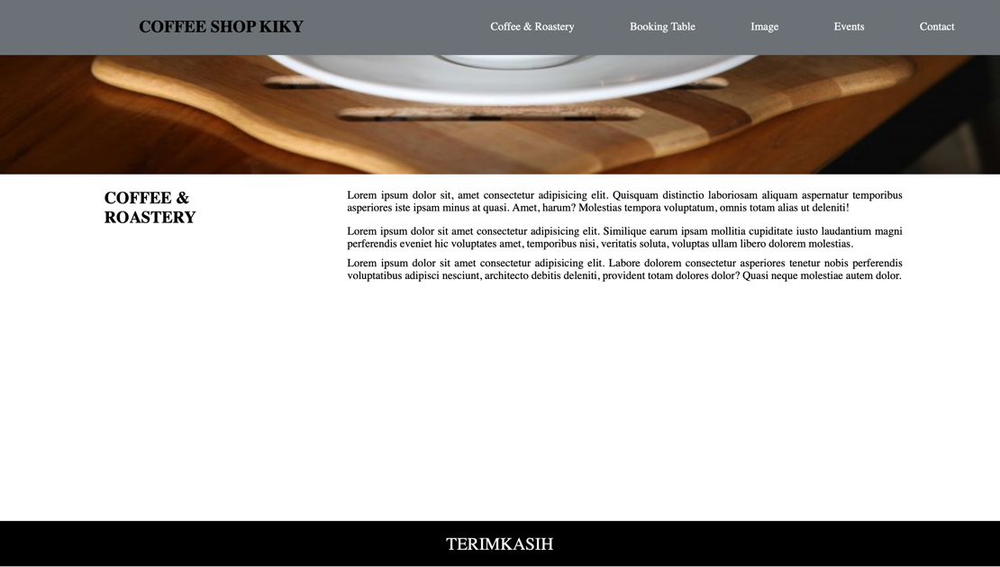 COFFEE SHOP KIKY
Coffee & Roastery
Booking Table
Image
Events
Contact
COFFEE &
ROASTERY
Lorem ipsum dolor sit, amet consectetur adipisicing elit. Quisquam distinctio laboriosam aliquam aspernatur temporibus
asperiores iste ipsam minus at quasi. Amet, harum? Molestias tempora voluptatum, omnis totam alias ut deleniti!
Lorem ipsum dolor sit amet consectetur adipisicing elit. Similique earum ipsam mollitia cupiditate iusto laudantium magni
perferendis eveniet hic voluptates amet, temporibus nisi, veritatis soluta, voluptas ullam libero dolorem molestias.
Lorem ipsum dolor sit amet consectetur adipisicing elit. Labore dolorem consectetur asperiores tenetur nobis perferendis
voluptatibus adipisci nesciunt, architecto debitis deleniti, provident totam dolores dolor? Quasi neque molestiae autem dolor.
TERIMKASIH